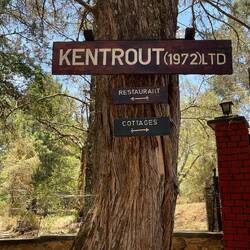 KENTROUT (1972) LTD
RESTAURANT
COTTAGES